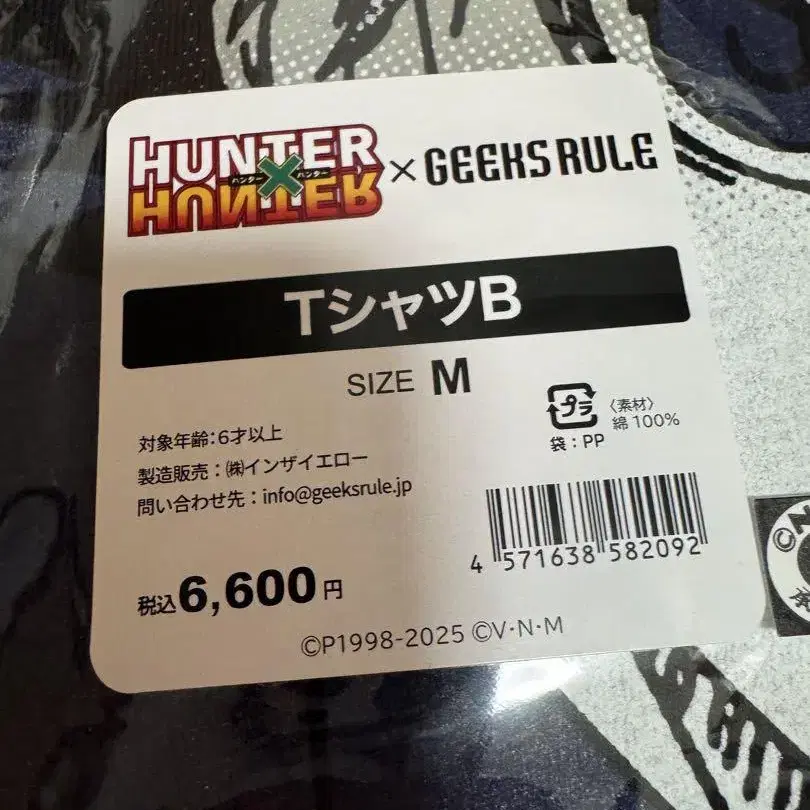 HUNTER×HUNTER ハンター ハンター × GEEKS RULE
TシャツB
SIZE M
対象年齢:6才以上
製造販売:㈱インザイエロー
問い合わせ先:info@geeksrule.jp
プラ
袋:PP
〈素材〉
綿100%
4 571638 582092
税込6,600円
©P1998-2025 ©V·N·M
©N